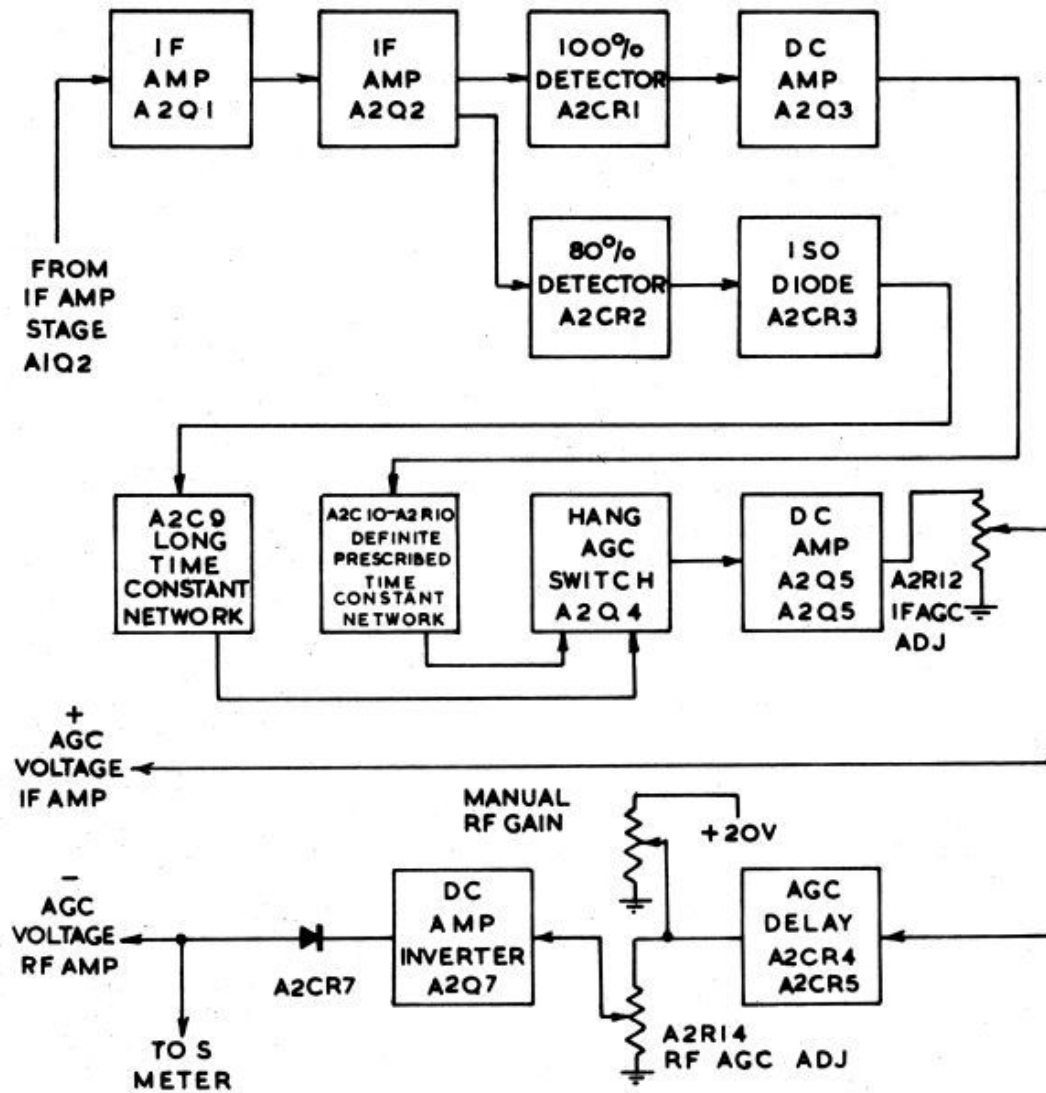 IF
AMP
A2Q1
IF
AMP
A2Q2
100%
DETECTOR
A2CR1
DC
AMP
A2Q3
FROM
IF AMP
STAGE
A1Q2
80%
DETECTOR
A2CR2
ISO
DIODE
A2CR3
A2C9
LONG
TIME
CONSTANT
NETWORK
A2C10-A2R10
DEFINITE
PRESCRIBED
TIME
CONSTANT
NETWORK
HANG
AGC
SWITCH
A2Q4
DC
AMP
A2Q5
A2Q5
A2R12
IFAGC
ADJ
+
AGC
VOLTAGE
IF AMP
MANUAL
RF GAIN
+20V
−
AGC
VOLTAGE
RF AMP
A2CR7
DC
AMP
INVERTER
A2Q7
AGC
DELAY
A2CR4
A2CR5
A2R14
RF AGC ADJ
TO S
METER